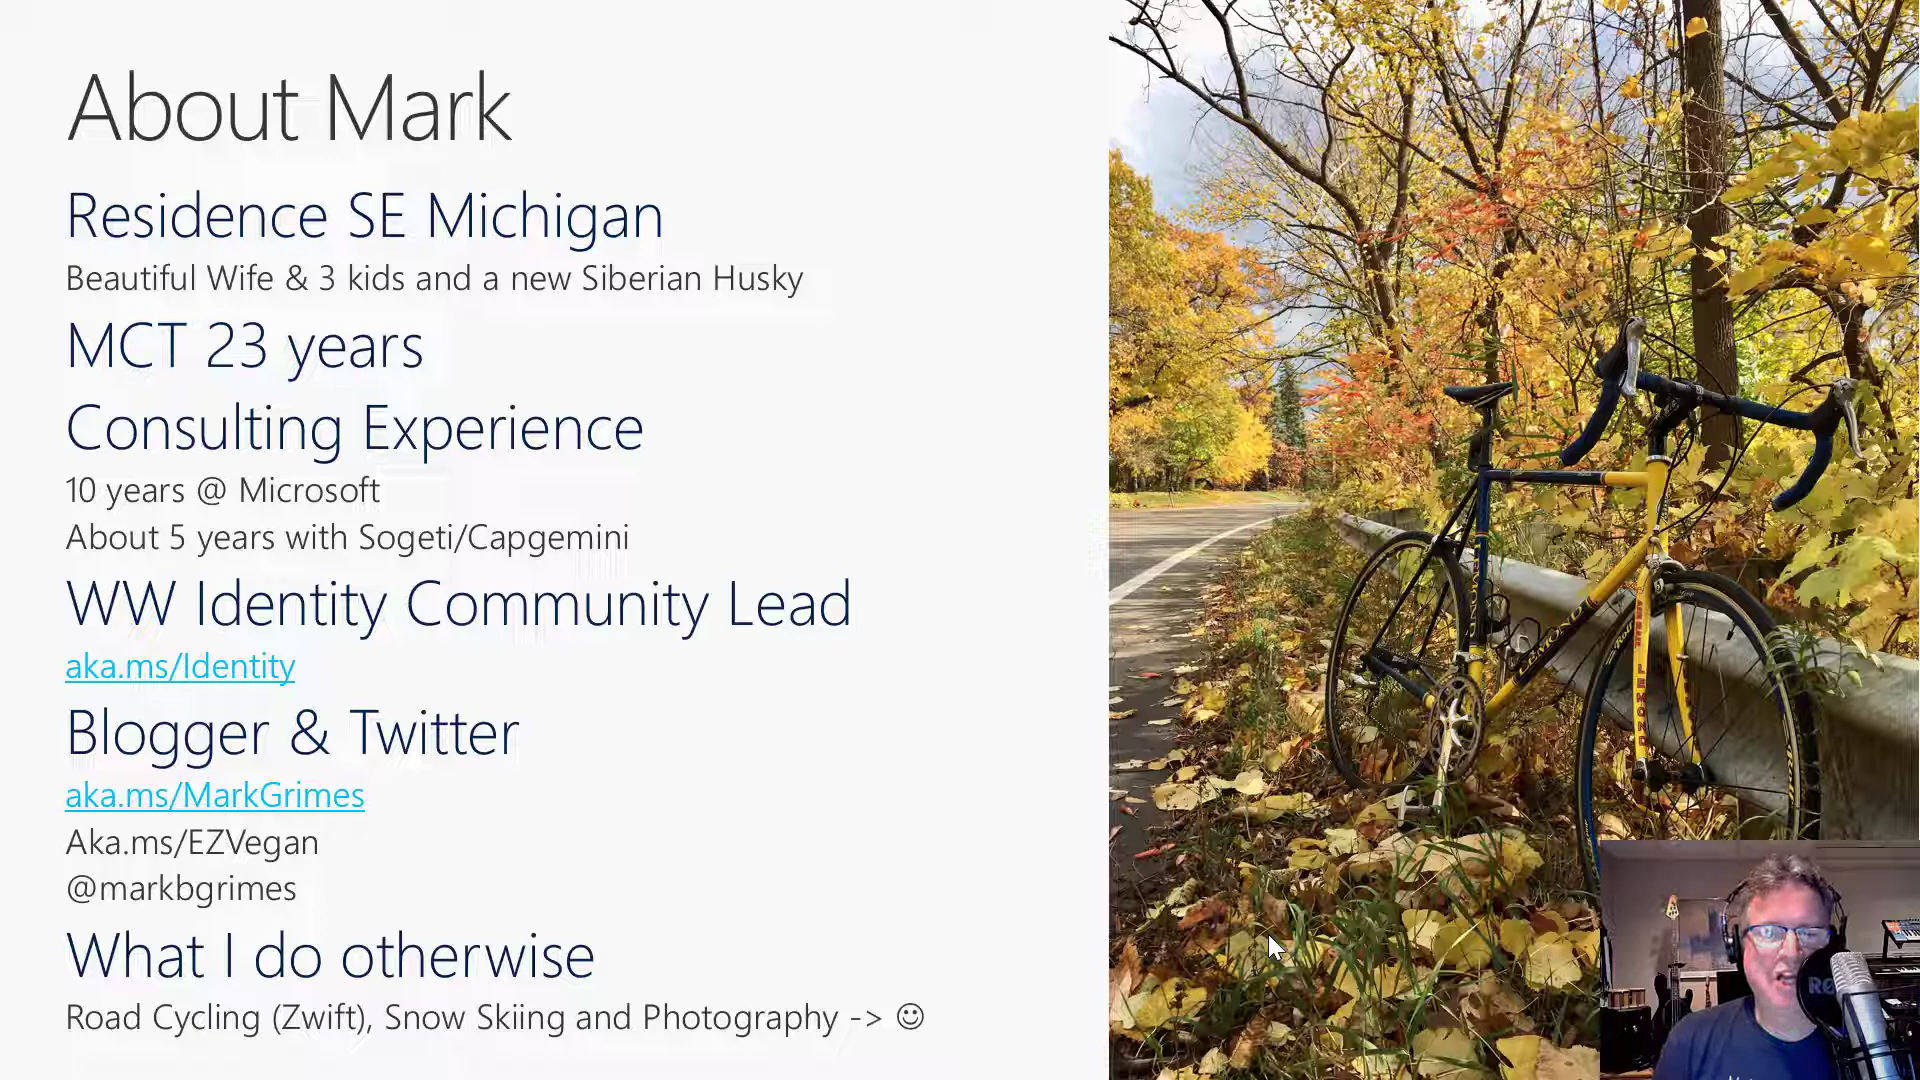 About Mark
Residence SE Michigan
Beautiful Wife & 3 kids and a new Siberian Husky
MCT 23 years
Consulting Experience
10 years @ Microsoft
About 5 years with Sogeti/Capgemini
WW Identity Community Lead
aka.ms/Identity
Blogger & Twitter
aka.ms/MarkGrimes
Aka.ms/EZVegan
@markbgrimes
What I do otherwise
Road Cycling (Zwift), Snow Skiing and Photography -> ☺
LEMOND
LEMOND